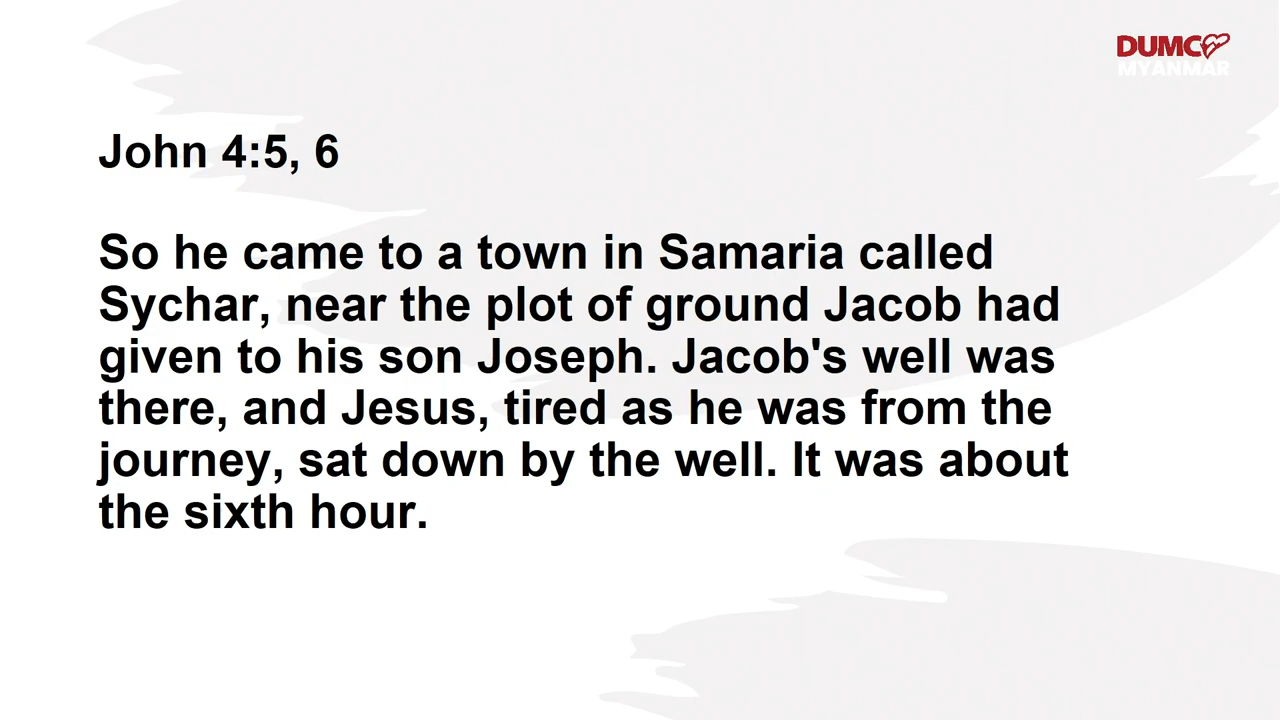 DUMC
MYANMAR
John 4:5, 6
So he came to a town in Samaria called
Sychar, near the plot of ground Jacob had
given to his son Joseph. Jacob's well was
there, and Jesus, tired as he was from the
journey, sat down by the well. It was about
the sixth hour.